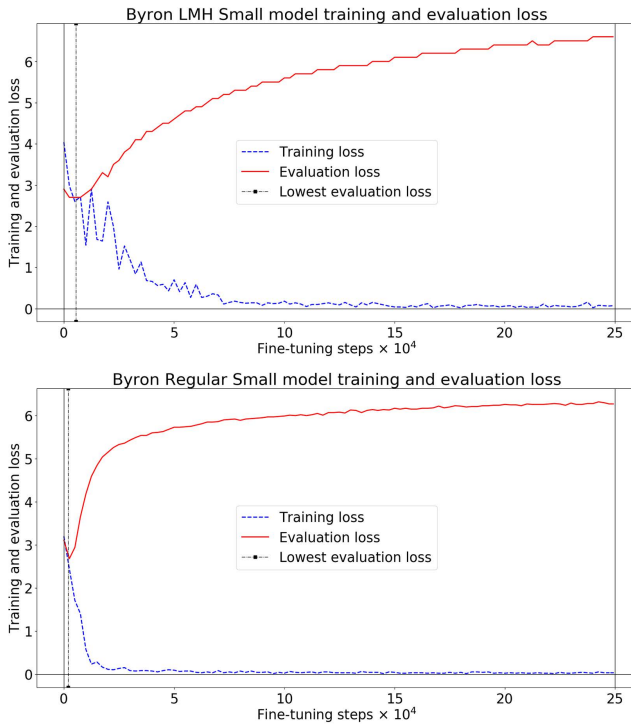 Byron LMH Small model training and evaluation loss
Training and evaluation loss
6
5
4
3
2
1
0
Training loss
Evaluation loss
Lowest evaluation loss
0 5 10 15 20 25
Fine-tuning steps × 10⁴
Byron Regular Small model training and evaluation loss
Training and evaluation loss
6
5
4
3
2
1
0
Training loss
Evaluation loss
Lowest evaluation loss
0 5 10 15 20 25
Fine-tuning steps × 10⁴